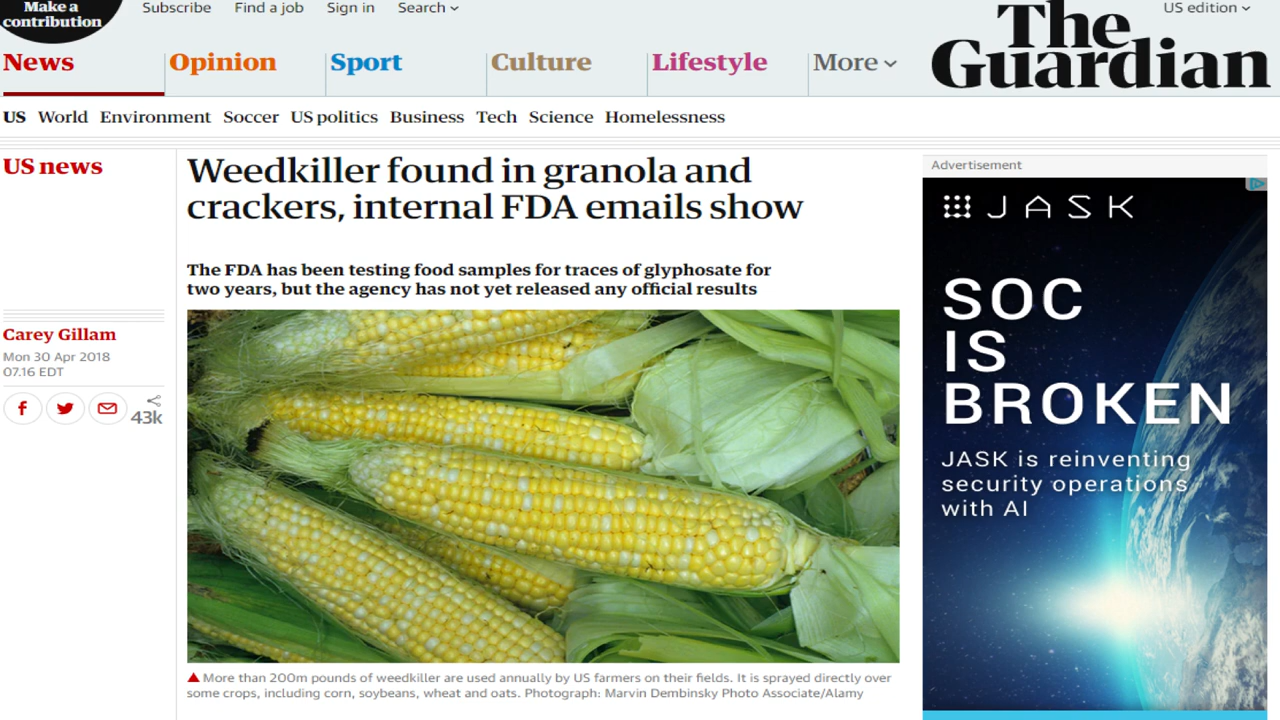 Make a
contribution
Subscribe Find a job Sign in Search
US edition
The
Guardian
News Opinion Sport Culture Lifestyle More
US World Environment Soccer US politics Business Tech Science Homelessness
US news
Weedkiller found in granola and
crackers, internal FDA emails show
The FDA has been testing food samples for traces of glyphosate for
two years, but the agency has not yet released any official results
Carey Gillam
Mon 30 Apr 2018
07.16 EDT
43k
More than 200m pounds of weedkiller are used annually by US farmers on their fields. It is sprayed directly over
some crops, including corn, soybeans, wheat and oats. Photograph: Marvin Dembinsky Photo Associate/Alamy
Advertisement
JASK
SOC
IS
BROKEN
JASK is reinventing
security operations
with AI